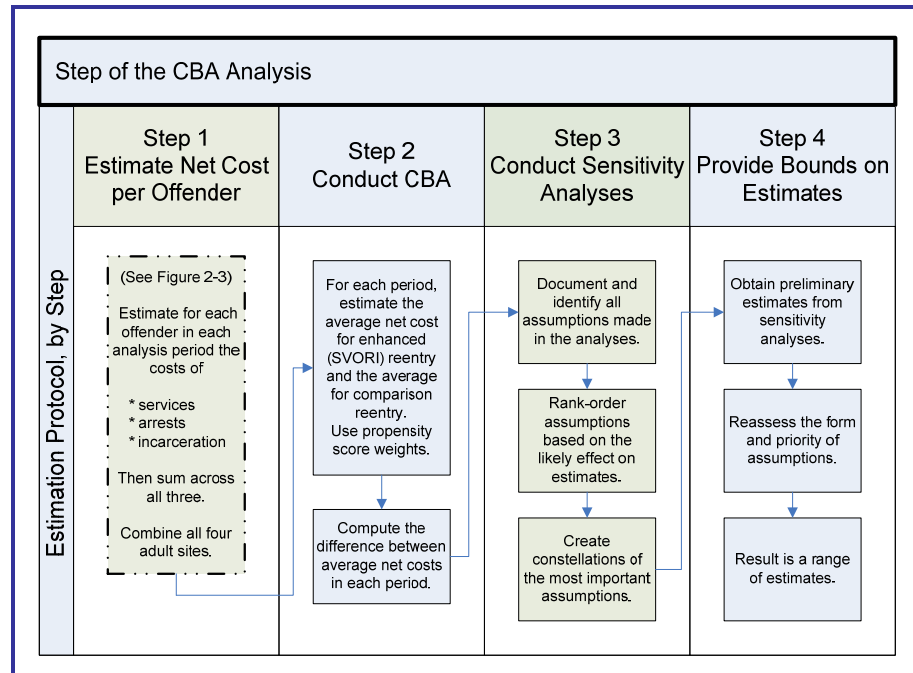 Step of the CBA Analysis
Estimation Protocol, by Step
Step 1
Estimate Net Cost
per Offender
Step 2
Conduct CBA
Step 3
Conduct Sensitivity
Analyses
Step 4
Provide Bounds on
Estimates
(See Figure 2-3)
Estimate for each
offender in each
analysis period the
costs of
* services
* arrests
* incarceration
Then sum across
all three.
Combine all four
adult sites.
For each period,
estimate the
average net cost
for enhanced
(SVORI) reentry
and the average
for comparison
reentry.
Use propensity
score weights.
Compute the
difference between
average net costs
in each period.
Document and
identify all
assumptions made
in the analyses.
Rank-order
assumptions
based on the
likely effect on
estimates.
Create
constellations of
the most important
assumptions.
Obtain preliminary
estimates from
sensitivity
analyses.
Reassess the form
and priority of
assumptions.
Result is a range
of estimates.